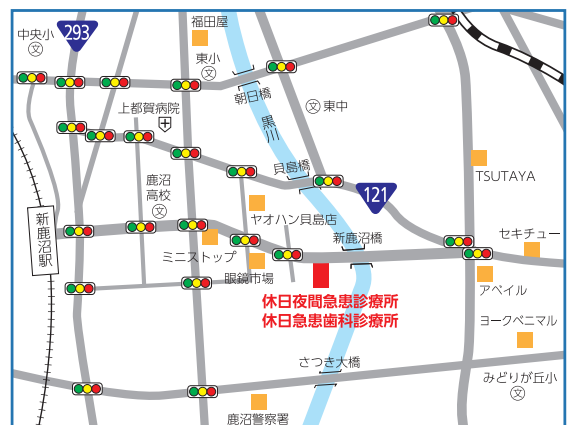 福田屋
中央小
文
293
東小
文
朝日橋
上都賀病院
文東中
黒川
貝島橋
TSUTAYA
鹿沼
高校
文
121
ヤオハン貝島店
新鹿沼駅
新鹿沼橋
セキチュー
ミニストップ
眼鏡市場
アベイル
休日夜間急患診療所
休日急患歯科診療所
ヨークベニマル
さつき大橋
みどりが丘小
文
鹿沼警察署